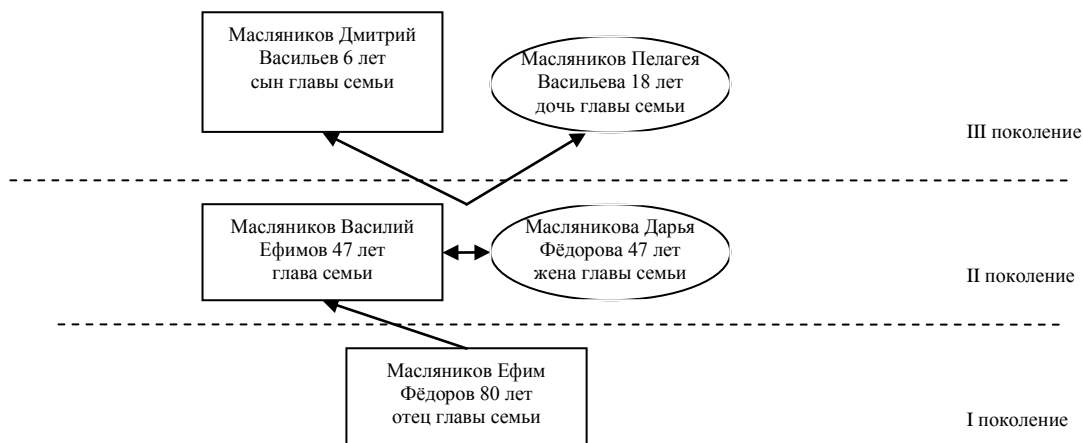 Масляников Дмитрий
Васильев 6 лет
сын главы семьи
Масляников Пелагея
Васильева 18 лет
дочь главы семьи
III поколение
Масляников Василий
Ефимов 47 лет
глава семьи
Масляникова Дарья
Фёдорова 47 лет
жена главы семьи
II поколение
Масляников Ефим
Фёдоров 80 лет
отец главы семьи
I поколение